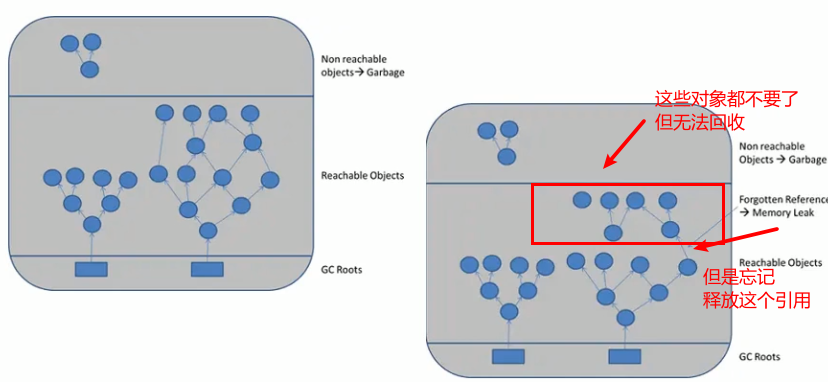 Non reachable
objects→ Garbage
Reachable Objects
GC Roots
这些对象都不要了
但无法回收
Non reachable
Objects→ Garbage
Forgotten Reference
→ Memory Leak
Reachable Objects
但是忘记
释放这个引用
GC Roots